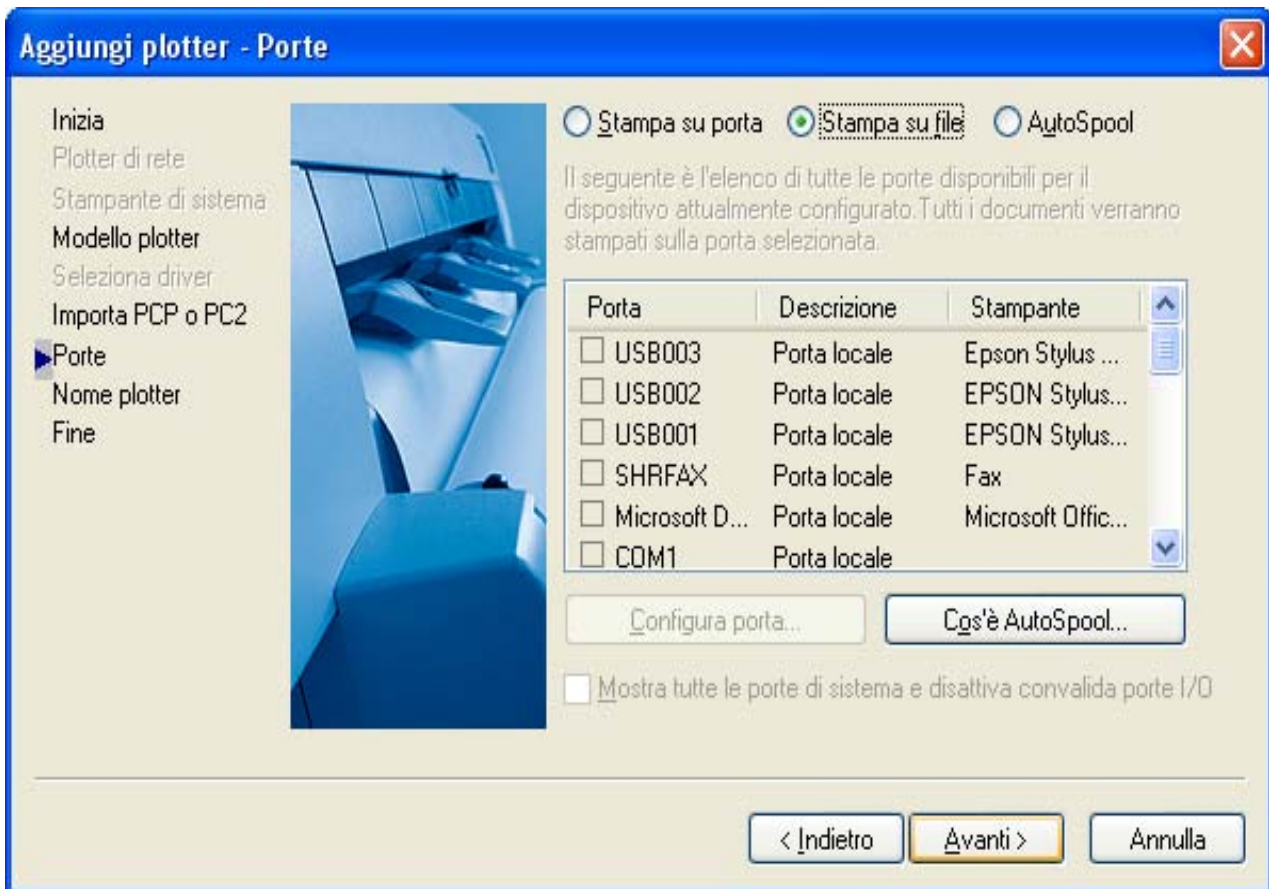 Aggiungi plotter - Porte
Inizia
Plotter di rete
Stampante di sistema
Modello plotter
Seleziona driver
Importa PCP o PC2
Porte
Nome plotter
Fine
Stampa su porta Stampa su file AutoSpool
Il seguente è l'elenco di tutte le porte disponibili per il
dispositivo attualmente configurato. Tutti i documenti verranno
stampati sulla porta selezionata.
Porta Descrizione Stampante
USB003 Porta locale Epson Stylus ...
USB002 Porta locale EPSON Stylus...
USB001 Porta locale EPSON Stylus...
SHRFAX Porta locale Fax
Microsoft D... Porta locale Microsoft Offic...
COM1 Porta locale
Configura porta... Cos'è AutoSpool...
Mostra tutte le porte di sistema e disattiva convalida porte I/O
< Indietro Avanti > Annulla